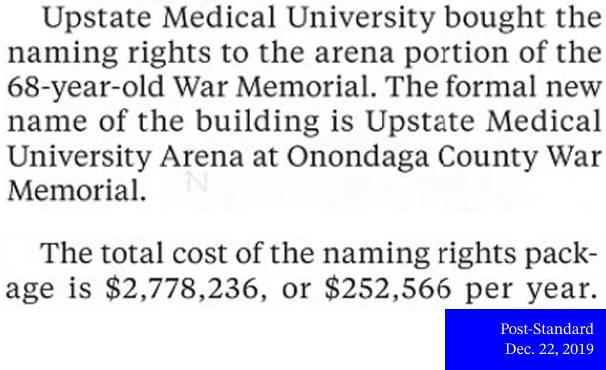 Upstate Medical University bought the
naming rights to the arena portion of the
68-year-old War Memorial. The formal new
name of the building is Upstate Medical
University Arena at Onondaga County War
Memorial.
The total cost of the naming rights pack-
age is $2,778,236, or $252,566 per year.
Post-Standard
Dec. 22, 2019